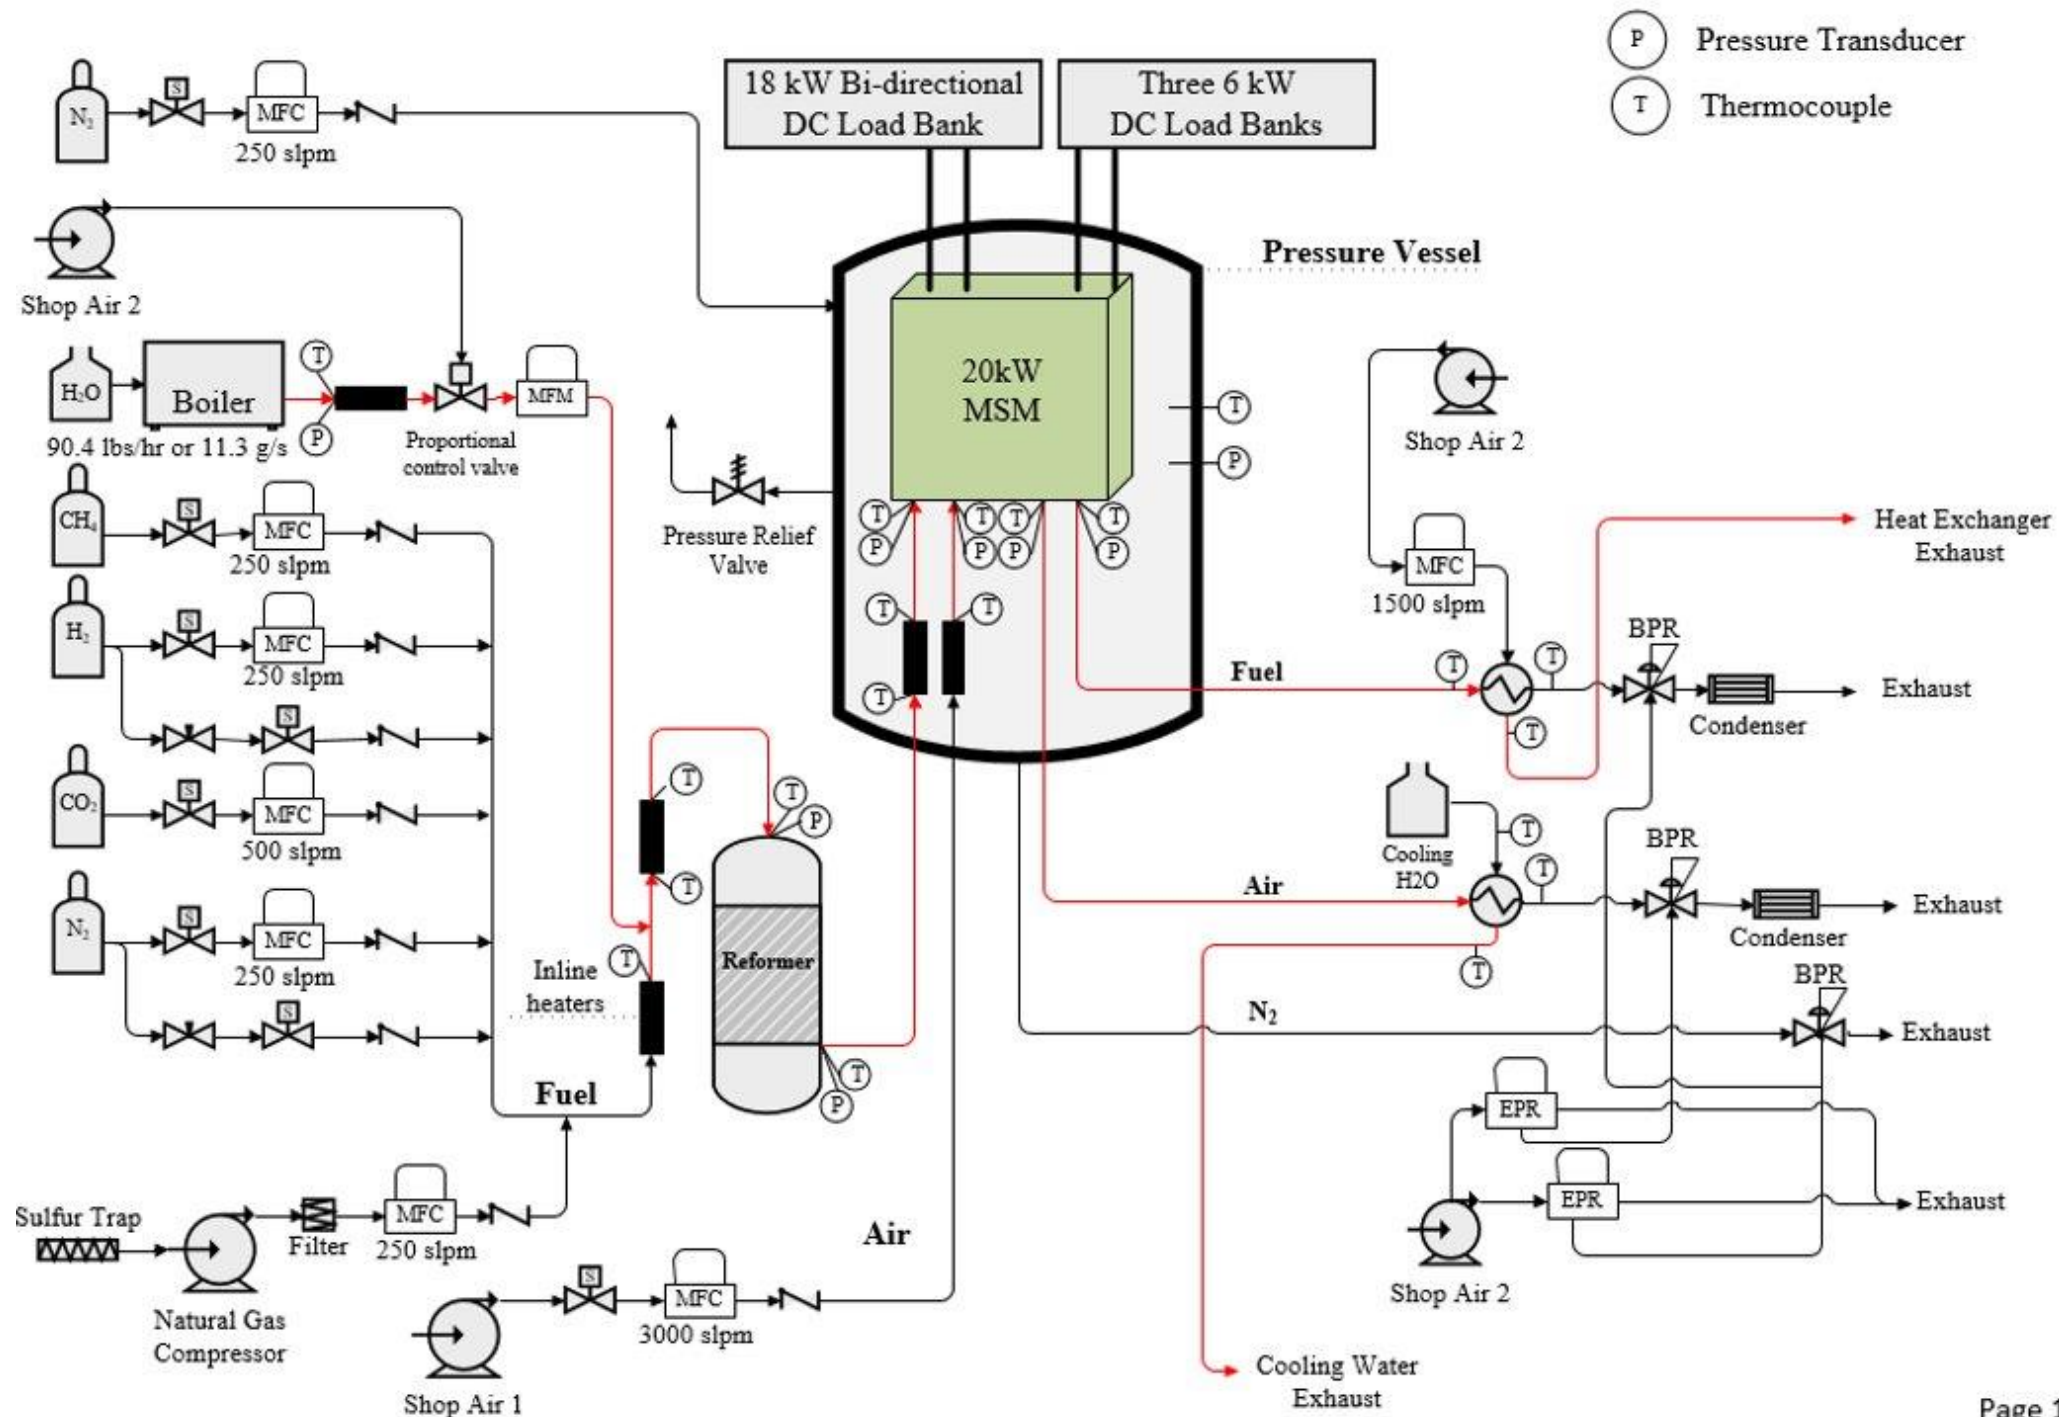 P Pressure Transducer
T Thermocouple
18 kW Bi-directional
DC Load Bank
Three 6 kW
DC Load Banks
N₂
S
MFC
250 slpm
Shop Air 2
Pressure Vessel
H₂O
Boiler
90.4 lbs/hr or 11.3 g/s
T
P
Proportional
control valve
MFM
20kW
MSM
T
P
Shop Air 2
MFC
1500 slpm
Heat Exchanger
Exhaust
CH₄
S
MFC
250 slpm
Pressure Relief
Valve
T
P
T
P
T
P
T
P
H₂
S
MFC
250 slpm
S
T
T
T
Fuel
T
T
T
BPR
Condenser
Exhaust
CO₂
S
MFC
500 slpm
T
T
T
P
Reformer
T
P
Cooling
H2O
T
Air
T
T
BPR
Condenser
Exhaust
N₂
S
MFC
250 slpm
S
Inline
heaters
T
Fuel
N₂
BPR
Exhaust
EPR
EPR
Exhaust
Shop Air 2
Sulfur Trap
Natural Gas
Compressor
Filter
MFC
250 slpm
Air
Shop Air 1
S
MFC
3000 slpm
Cooling Water
Exhaust
Page 1